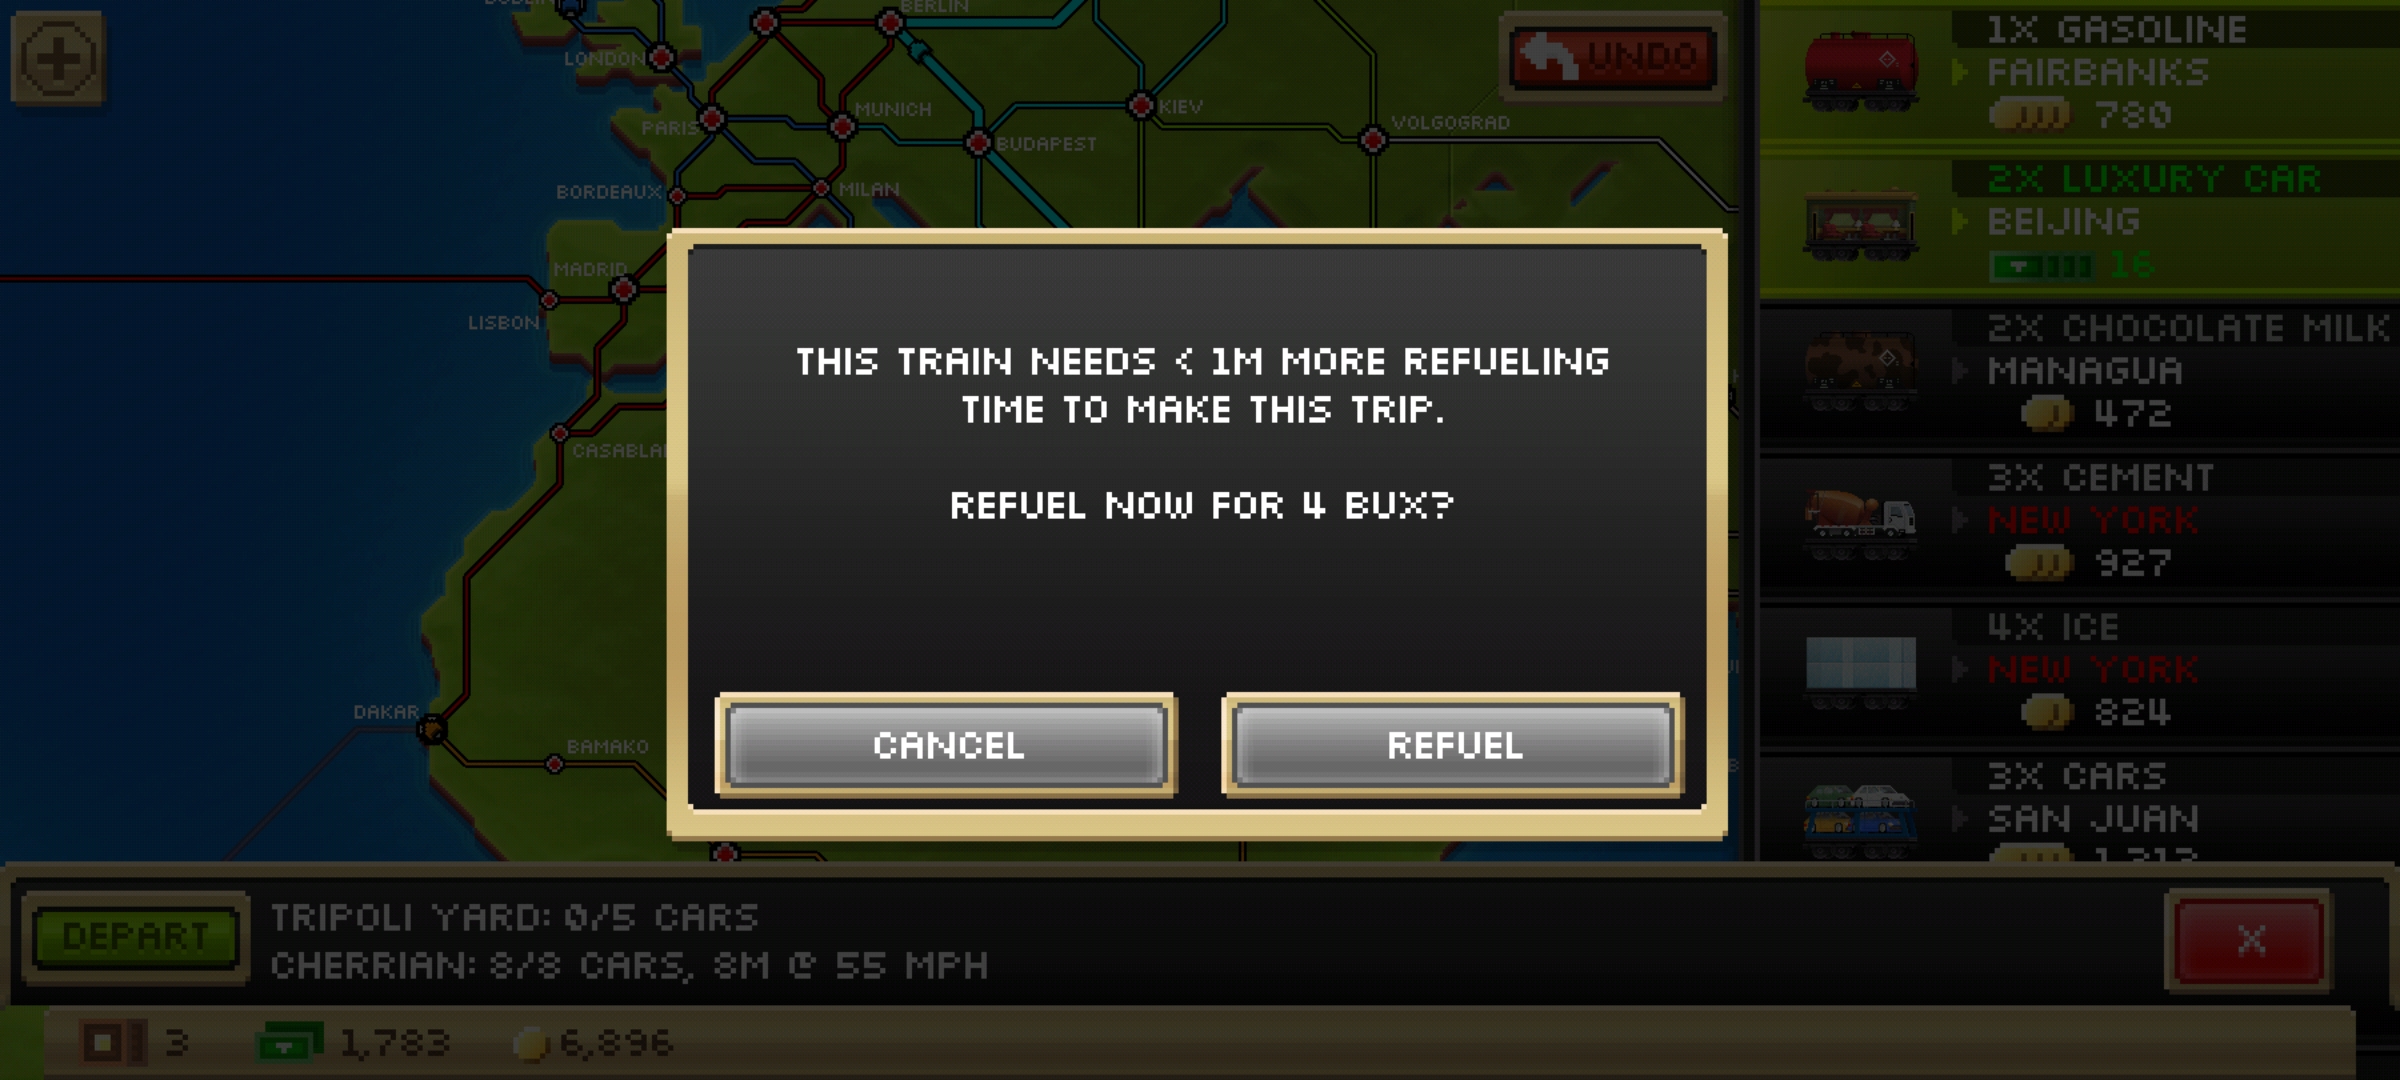 DUBLIN
BERLIN
LONDON
MUNICH
KIEV
PARIS
BUDAPEST
VOLGOGRAD
BORDEAUX
MILAN
MADRID
LISBON
CASABLA
DAKAR
BAMAKO
UNDO
THIS TRAIN NEEDS < 1M MORE REFUELING
TIME TO MAKE THIS TRIP.
REFUEL NOW FOR 4 BUX?
CANCEL
REFUEL
1X GASOLINE
FAIRBANKS
780
2X LUXURY CAR
BEIJING
16
2X CHOCOLATE MILK
MANAGUA
472
3X CEMENT
NEW YORK
927
4X ICE
NEW YORK
824
3X CARS
SAN JUAN
1,212
DEPART
TRIPOLI YARD: 0/5 CARS
CHERRIAN: 8/8 CARS, 8M @ 55 MPH
X
3
1,783
6,896